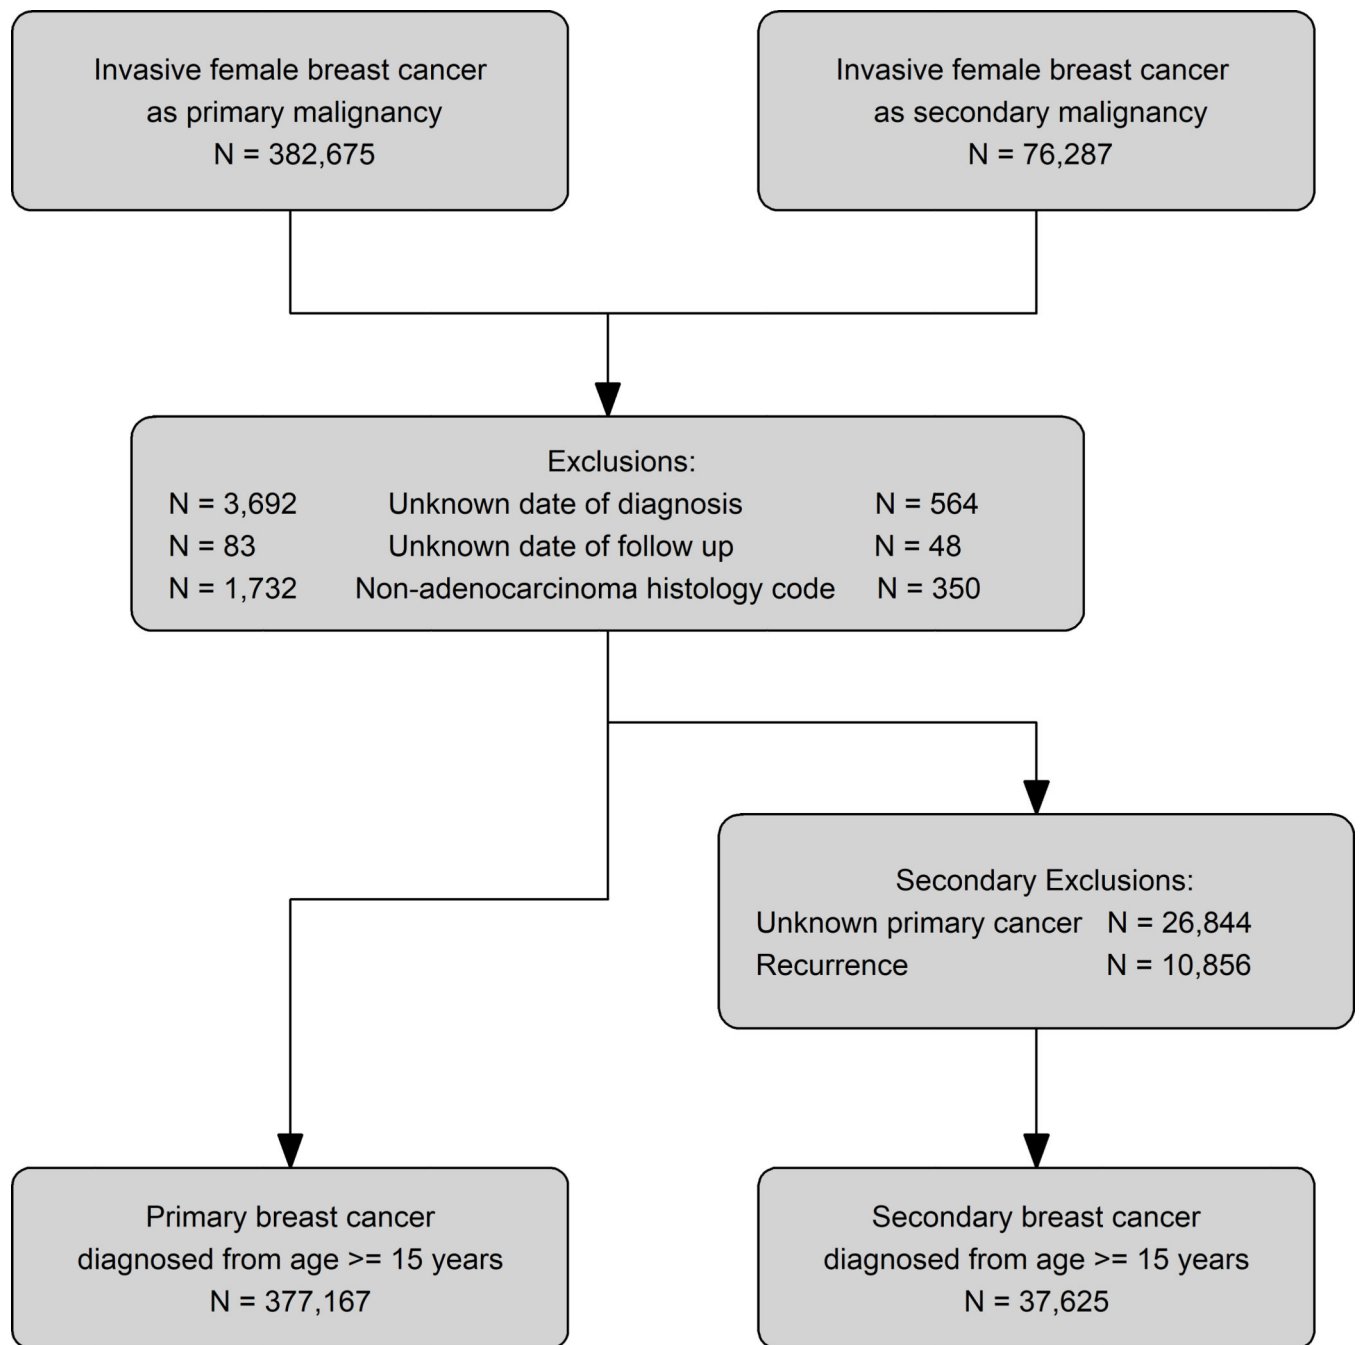 Invasive female breast cancer
as primary malignancy
N = 382,675
Invasive female breast cancer
as secondary malignancy
N = 76,287
Exclusions:
N = 3,692 Unknown date of diagnosis N = 564
N = 83 Unknown date of follow up N = 48
N = 1,732 Non-adenocarcinoma histology code N = 350
Secondary Exclusions:
Unknown primary cancer N = 26,844
Recurrence N = 10,856
Primary breast cancer
diagnosed from age >= 15 years
N = 377,167
Secondary breast cancer
diagnosed from age >= 15 years
N = 37,625